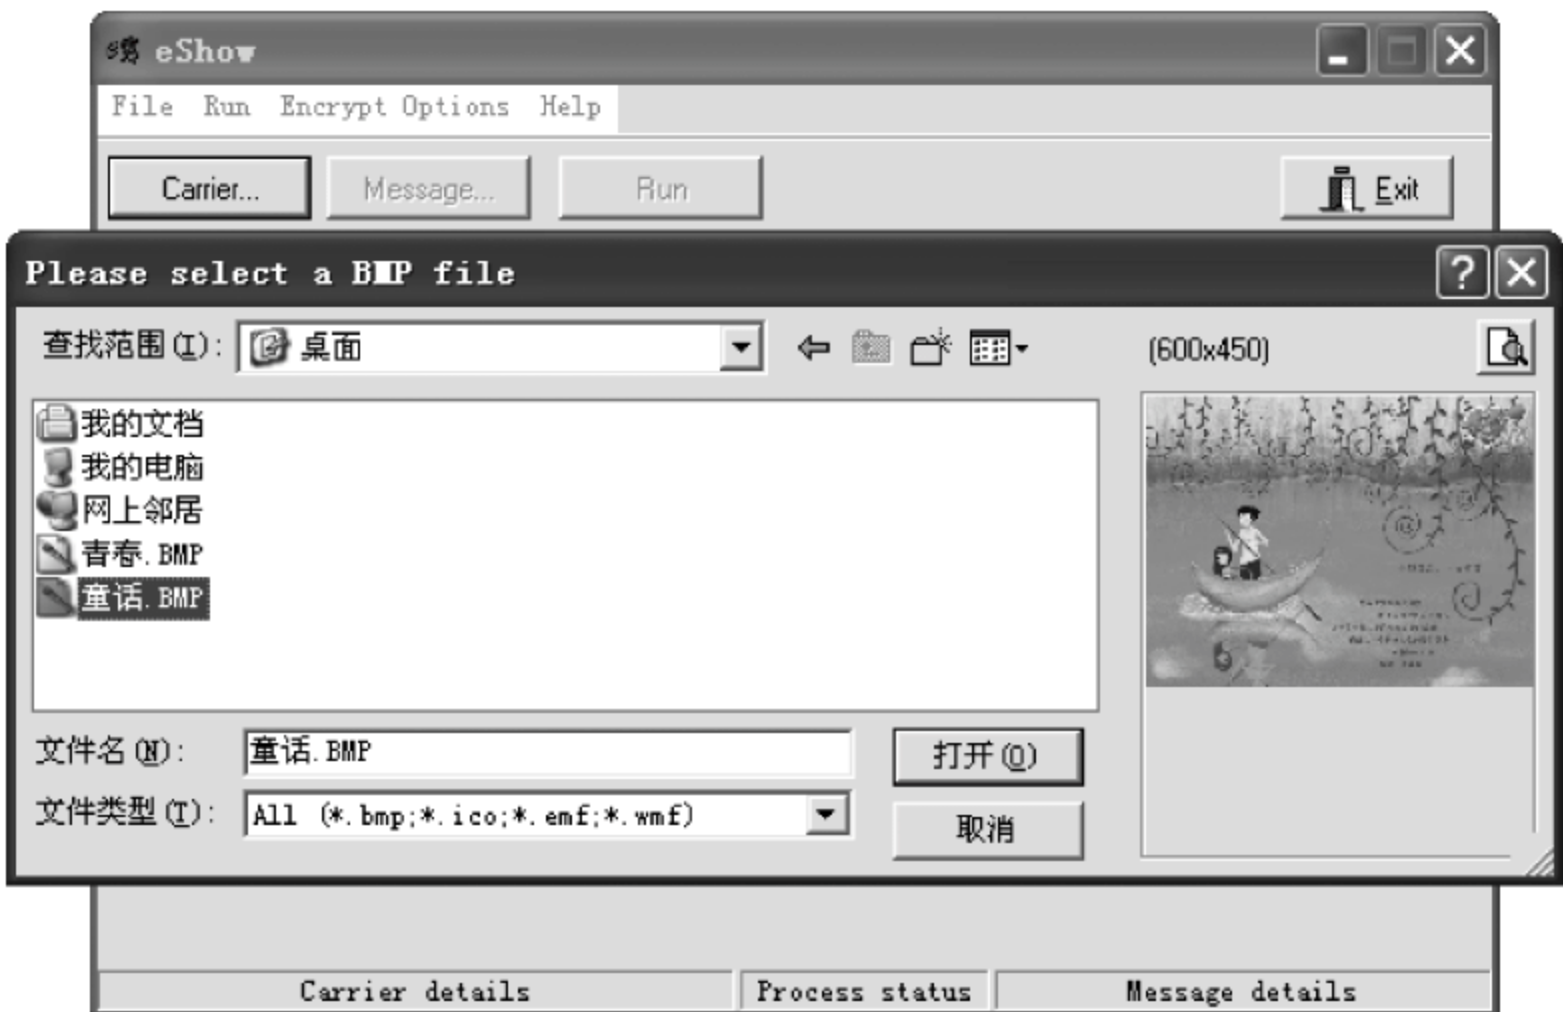 eShow
File Run Encrypt Options Help
Carrier... Message... Run Exit
Please select a BMP file
查找范围(I): 桌面 (600x450)
我的文档
我的电脑
网上邻居
青春.BMP
童话.BMP
文件名(N): 童话.BMP 打开(O)
文件类型(T): All (*.bmp;*.ico;*.emf;*.wmf) 取消
Carrier details Process status Message details